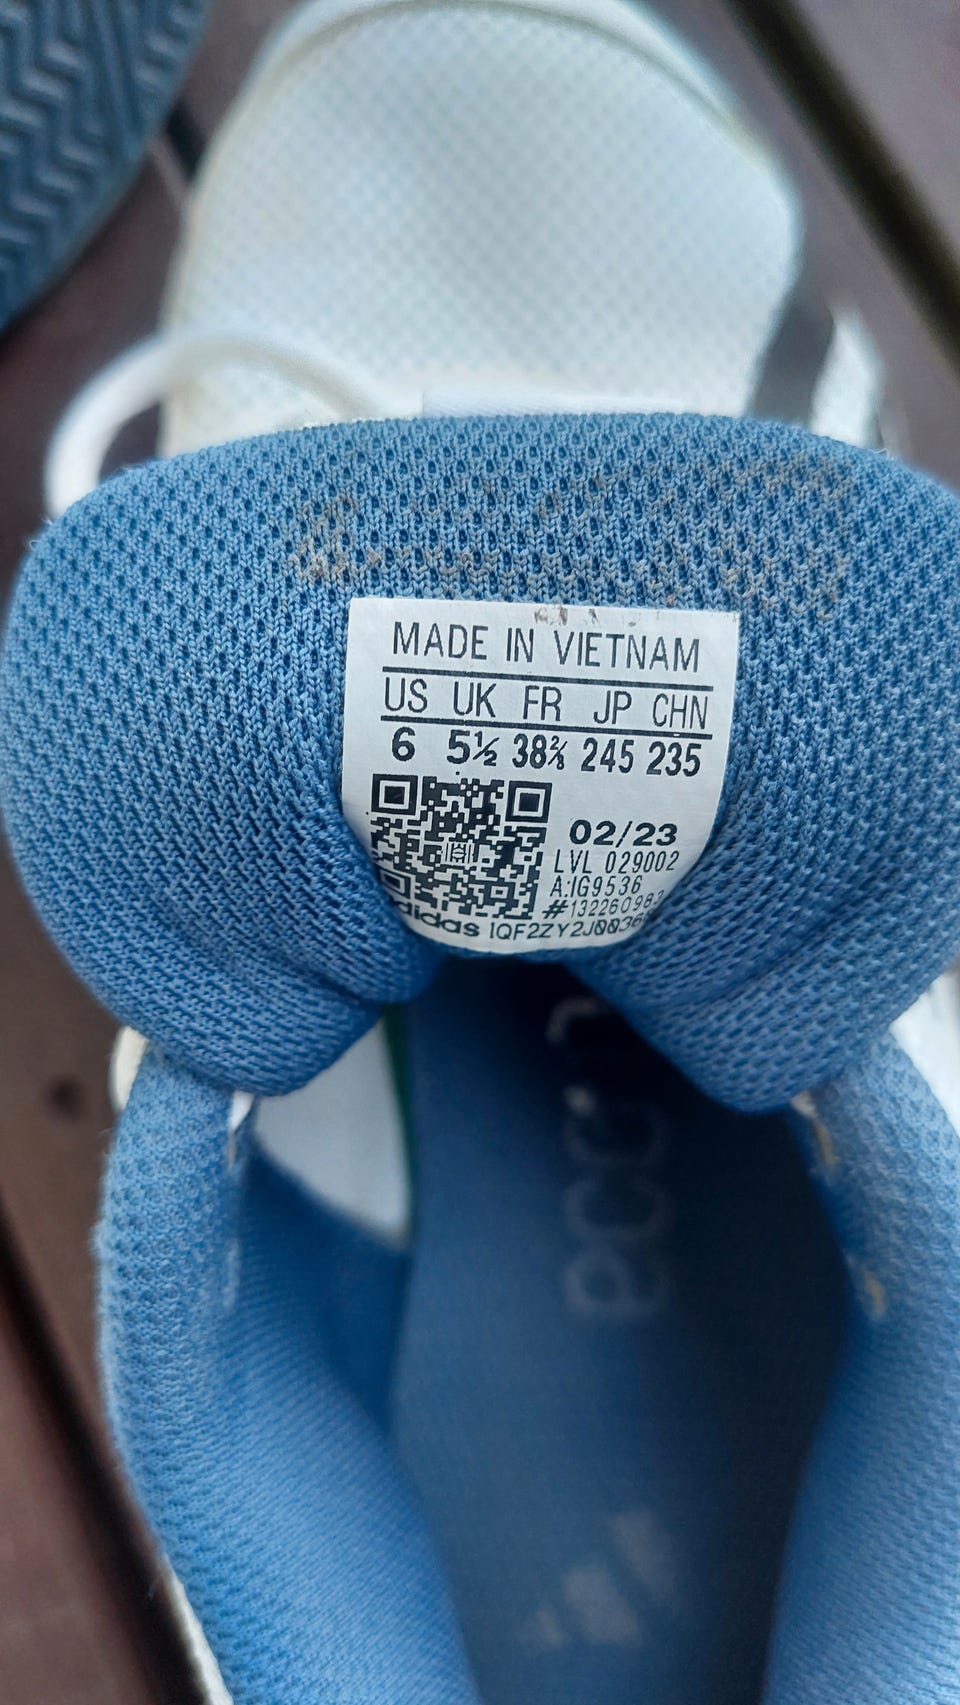 MADE IN VIETNAM
US UK FR JP CHN
6 5½ 38⅔ 245 235
02/23
LVL 029002
A:IG9536
#132260983
adidas